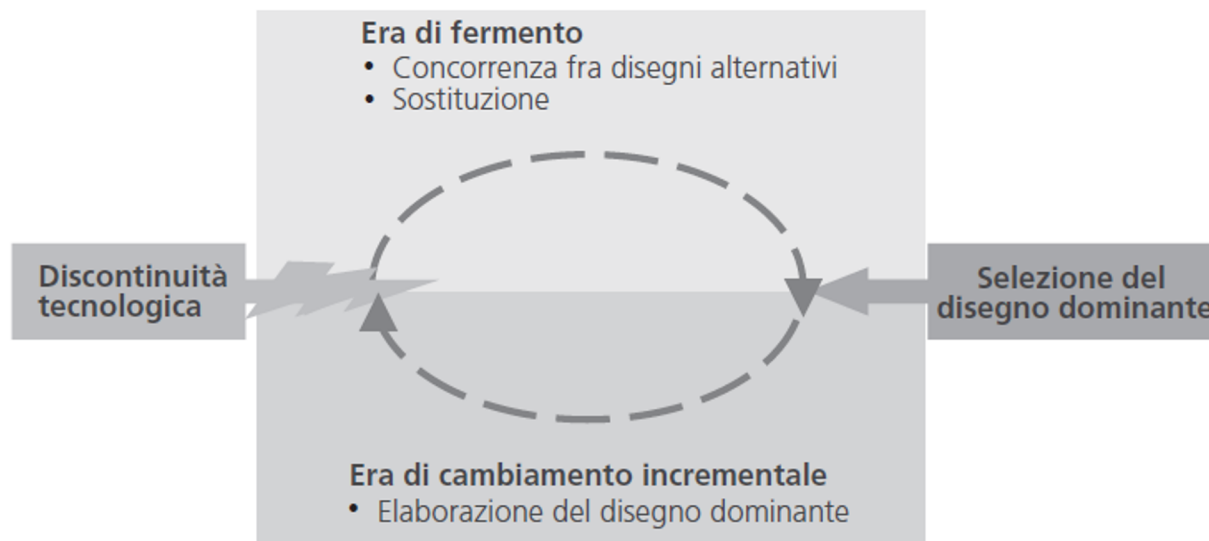 Era di fermento
• Concorrenza fra disegni alternativi
• Sostituzione
Discontinuità
tecnologica
Selezione del
disegno dominante
Era di cambiamento incrementale
• Elaborazione del disegno dominante